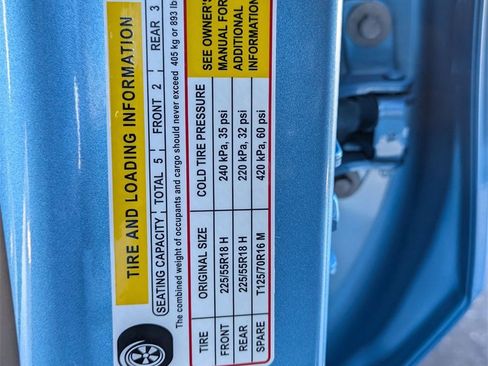 TIRE AND LOADING INFORMATION
SEATING CAPACITY TOTAL 5 FRONT 2 REAR 3
The combined weight of occupants and cargo should never exceed 405 kg or 893 lb
TIRE ORIGINAL SIZE COLD TIRE PRESSURE
FRONT 225/55R18 H 240 kPa, 35 psi
REAR 225/55R18 H 220 kPa, 32 psi
SPARE T125/70R16 M 420 kPa, 60 psi
SEE OWNER'S
MANUAL FOR
ADDITIONAL
INFORMATION